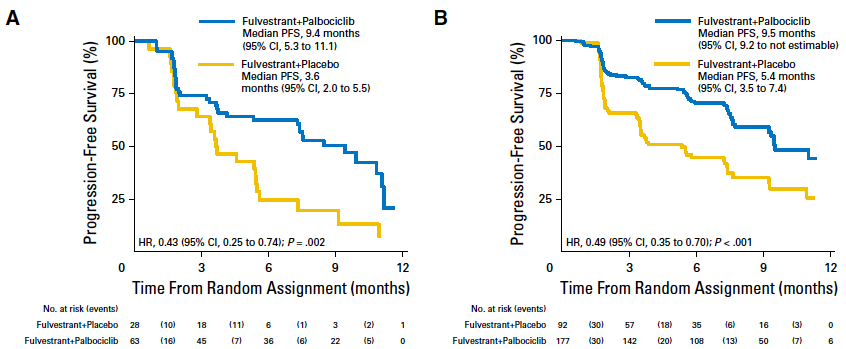 A
Fulvestrant+Palbociclib
Median PFS, 9.4 months
(95% CI, 5.3 to 11.1)
Fulvestrant+Placebo
Median PFS, 3.6
months (95% CI, 2.0 to 5.5)
Progression-Free Survival (%)
100
75
50
25
HR, 0.43 (95% CI, 0.25 to 0.74); P = .002
0 3 6 9 12
Time From Random Assignment (months)
No. at risk (events)
Fulvestrant+Placebo 28 (10) 18 (11) 6 (1) 3 (2) 1
Fulvestrant+Palbociclib 63 (16) 45 (7) 36 (6) 22 (5) 0
B
Fulvestrant+Palbociclib
Median PFS, 9.5 months
(95% CI, 9.2 to not estimable)
Fulvestrant+Placebo
Median PFS, 5.4 months
(95% CI, 3.5 to 7.4)
Progression-Free Survival (%)
100
75
50
25
HR, 0.49 (95% CI, 0.35 to 0.70); P < .001
0 3 6 9 12
Time From Random Assignment (months)
No. at risk (events)
Fulvestrant+Placebo 92 (30) 57 (18) 35 (6) 16 (3) 0
Fulvestrant+Palbociclib 177 (30) 142 (20) 108 (13) 50 (7) 6